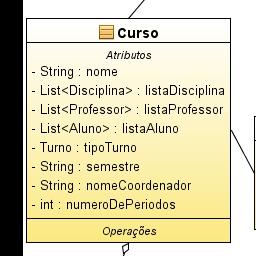 Curso
Atributos
- String : nome
- List<Disciplina> : listaDisciplina
- List<Professor> : listaProfessor
- List<Aluno> : listaAluno
- Turno : tipoTurno
- String : semestre
- String : nomeCoordenador
- int : numeroDePeriodos
Operações